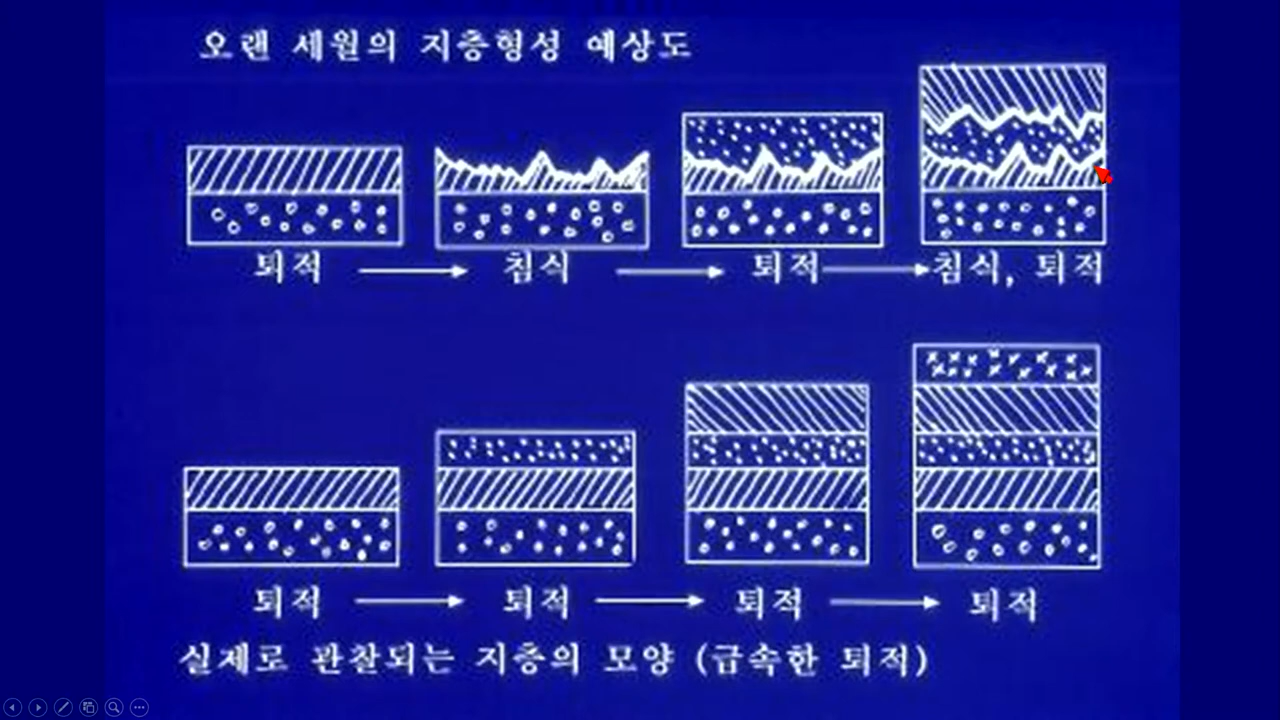 오랜 세월의 지층형성 예상도
퇴적 침식 퇴적 침식, 퇴적
퇴적 퇴적 퇴적 퇴적
실제로 관찰되는 지층의 모양 (급속한 퇴적)